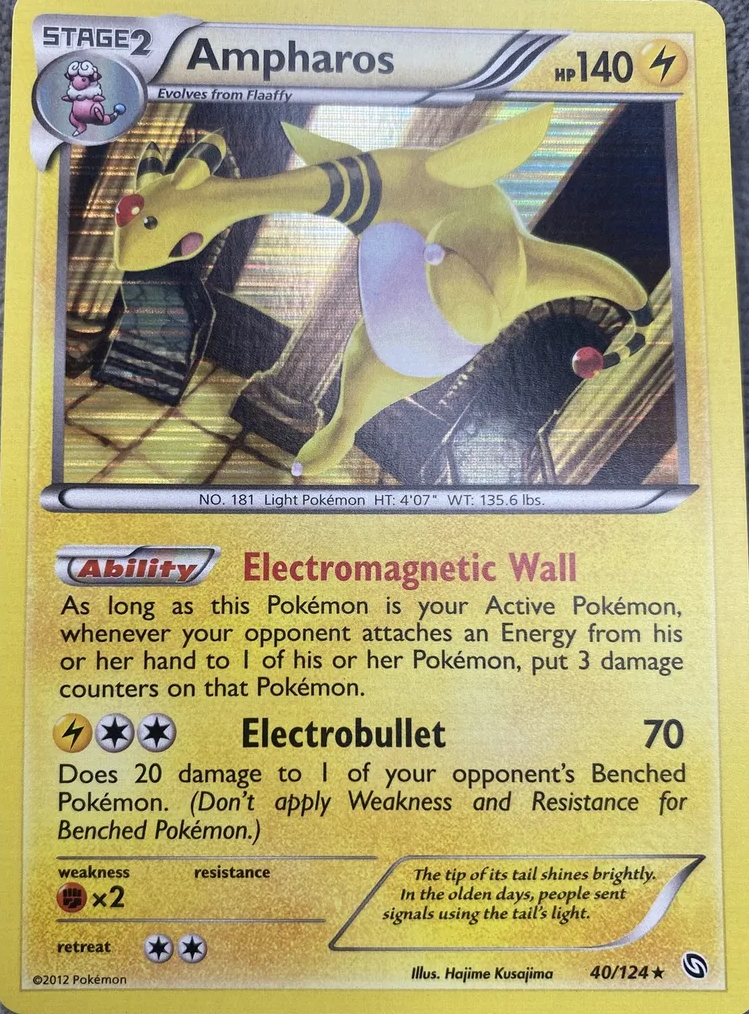 STAGE2
Ampharos
HP140
Evolves from Flaaffy
NO. 181 Light Pokémon HT: 4'07" WT: 135.6 lbs.
Ability Electromagnetic Wall
As long as this Pokémon is your Active Pokémon,
whenever your opponent attaches an Energy from his
or her hand to 1 of his or her Pokémon, put 3 damage
counters on that Pokémon.
Electrobullet 70
Does 20 damage to 1 of your opponent's Benched
Pokémon. (Don't apply Weakness and Resistance for
Benched Pokémon.)
weakness resistance
×2
The tip of its tail shines brightly.
In the olden days, people sent
signals using the tail's light.
retreat
©2012 Pokémon
Illus. Hajime Kusajima
40/124★